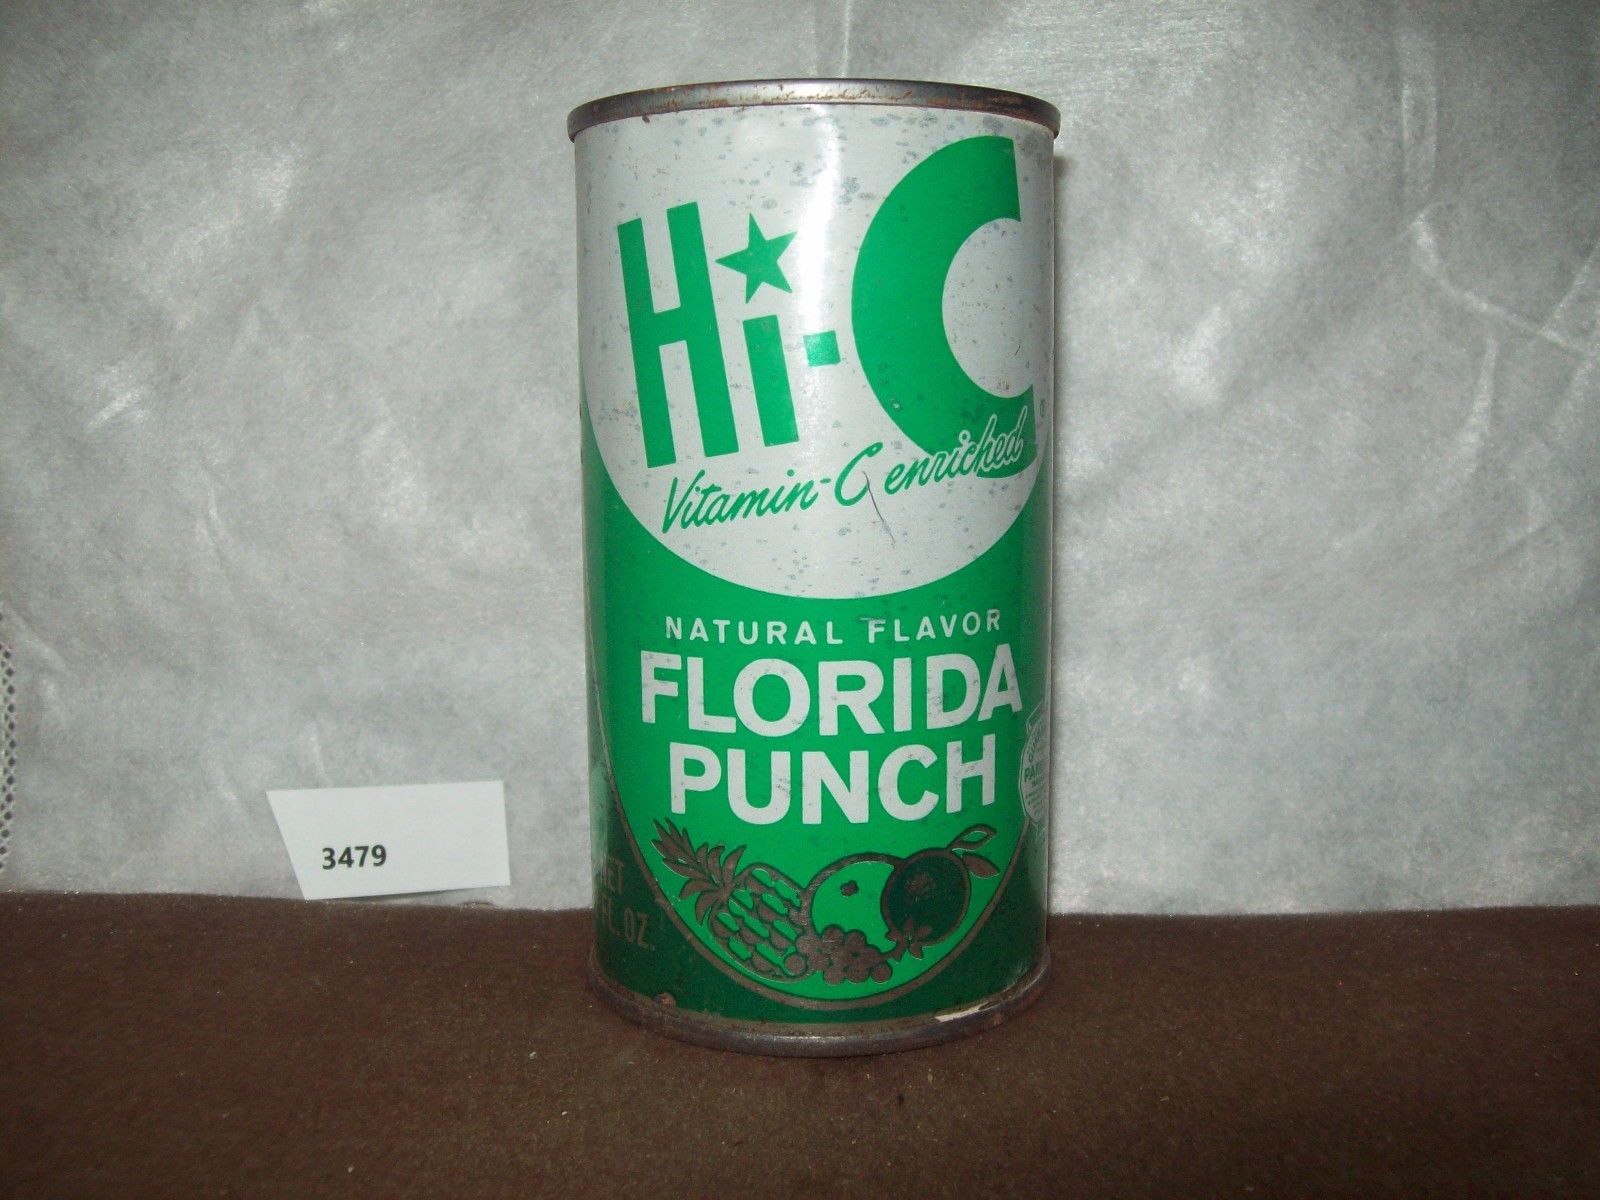 Hi-C
Vitamin-C enriched
NATURAL FLAVOR
FLORIDA
PUNCH
FL. OZ.
3479